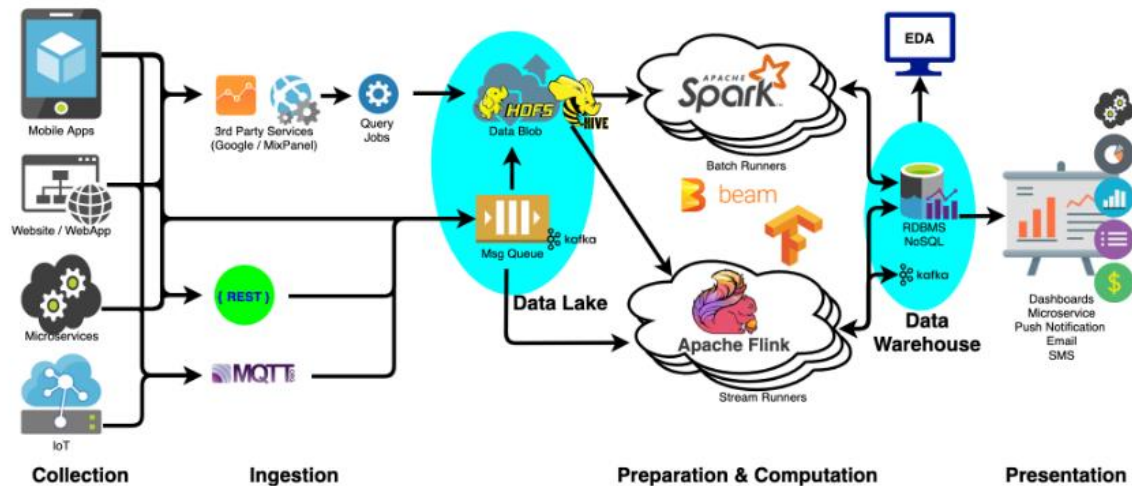 Mobile Apps
Website / WebApp
Microservices
IoT
Collection
3rd Party Services
(Google / MixPanel)
Query
Jobs
{ REST }
MQTT
Ingestion
HDFS
HIVE
Data Blob
kafka
Msg Queue
Data Lake
APACHE
Spark
Batch Runners
beam
Apache Flink
Stream Runners
Preparation & Computation
EDA
RDBMS
NoSQL
kafka
Data
Warehouse
$
Dashboards
Microservice
Push Notification
Email
SMS
Presentation